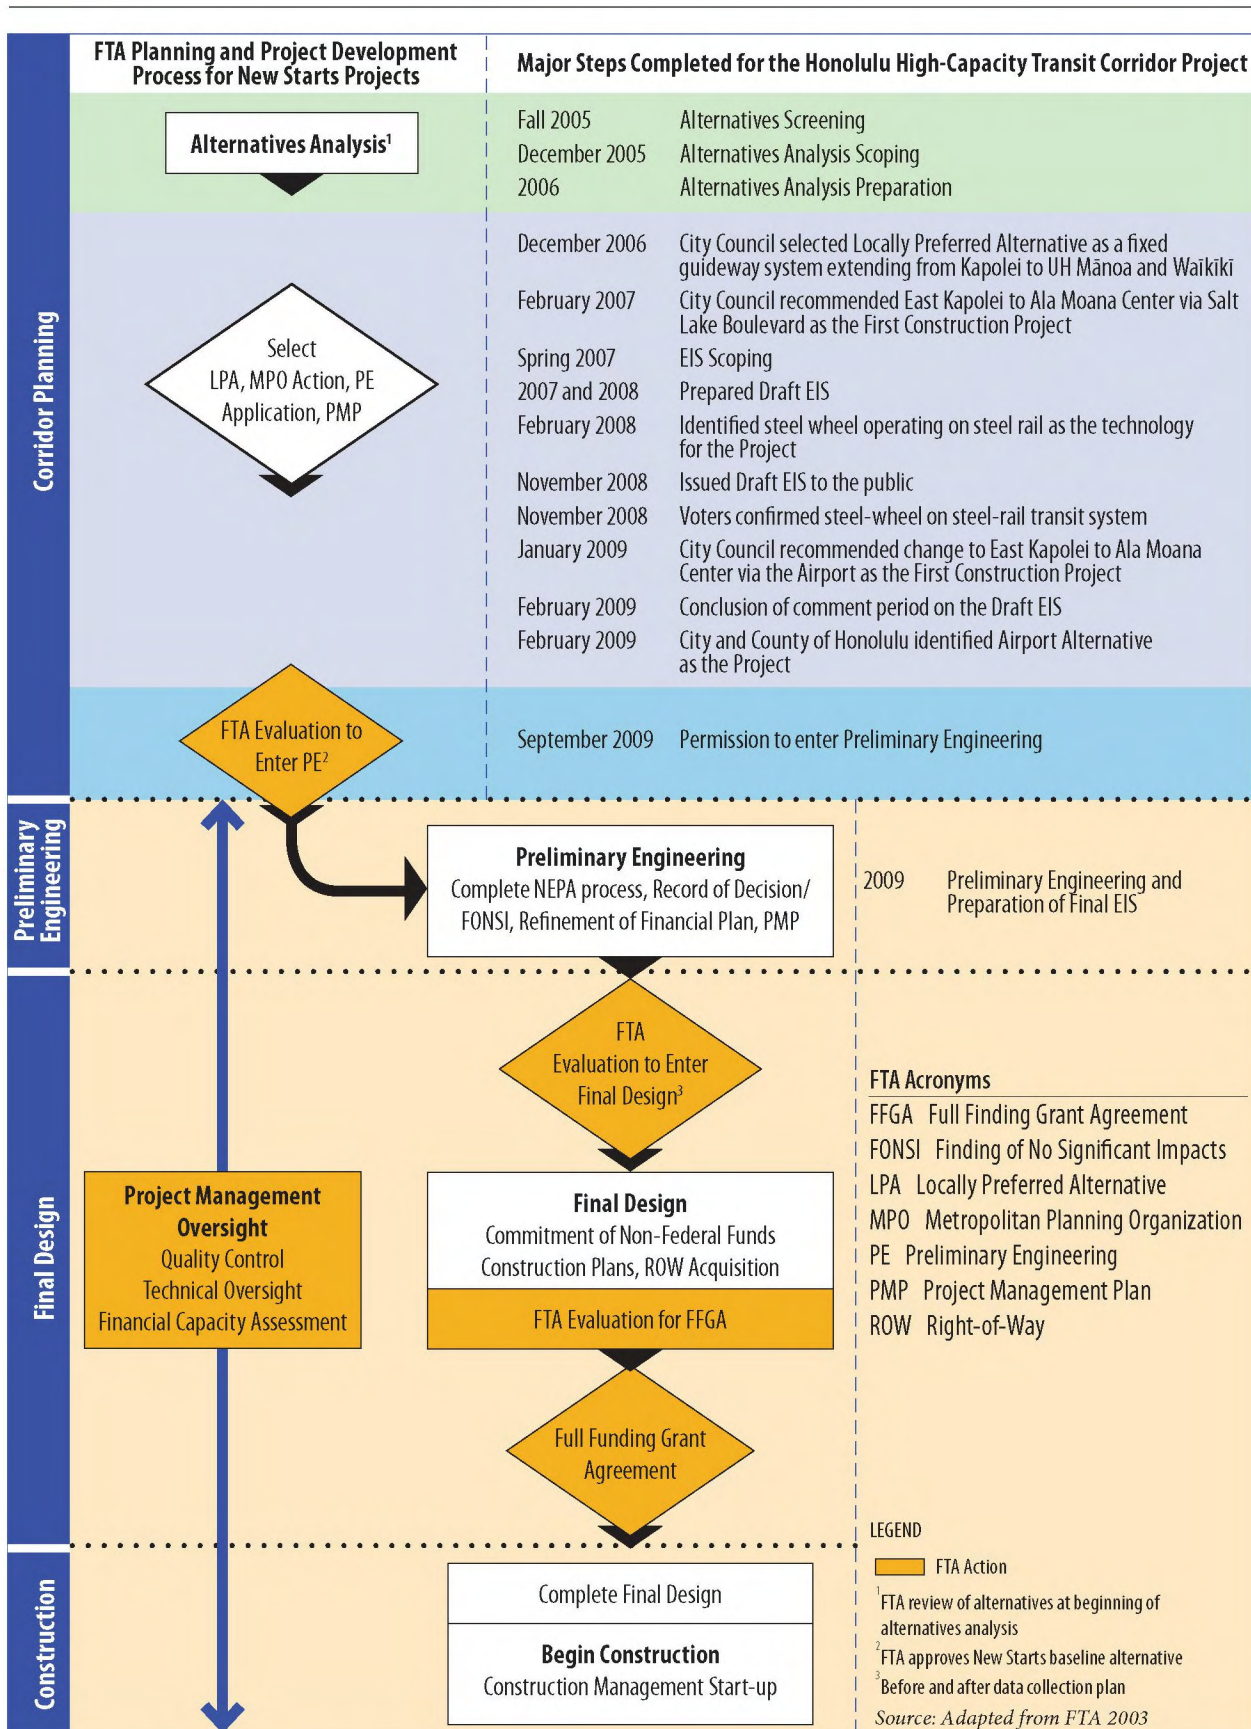 FTA Planning and Project Development
Process for New Starts Projects
Major Steps Completed for the Honolulu High-Capacity Transit Corridor Project
Corridor Planning
Alternatives Analysis1
Fall 2005 Alternatives Screening
December 2005 Alternatives Analysis Scoping
2006 Alternatives Analysis Preparation
Select
LPA, MPO Action, PE
Application, PMP
December 2006 City Council selected Locally Preferred Alternative as a fixed
guideway system extending from Kapolei to UH Mānoa and Waīkīkī
February 2007 City Council recommended East Kapolei to Ala Moana Center via Salt
Lake Boulevard as the First Construction Project
Spring 2007 EIS Scoping
2007 and 2008 Prepared Draft EIS
February 2008 Identified steel wheel operating on steel rail as the technology
for the Project
November 2008 Issued Draft EIS to the public
November 2008 Voters confirmed steel-wheel on steel-rail transit system
January 2009 City Council recommended change to East Kapolei to Ala Moana
Center via the Airport as the First Construction Project
February 2009 Conclusion of comment period on the Draft EIS
February 2009 City and County of Honolulu identified Airport Alternative
as the Project
FTA Evaluation to
Enter PE2
September 2009 Permission to enter Preliminary Engineering
Preliminary
Engineering
Preliminary Engineering
Complete NEPA process, Record of Decision/
FONSI, Refinement of Financial Plan, PMP
2009 Preliminary Engineering and
Preparation of Final EIS
Final Design
FTA
Evaluation to Enter
Final Design3
Project Management
Oversight
Quality Control
Technical Oversight
Financial Capacity Assessment
Final Design
Commitment of Non-Federal Funds
Construction Plans, ROW Acquisition
FTA Evaluation for FFGA
Full Funding Grant
Agreement
FTA Acronyms
FFGA Full Finding Grant Agreement
FONSI Finding of No Significant Impacts
LPA Locally Preferred Alternative
MPO Metropolitan Planning Organization
PE Preliminary Engineering
PMP Project Management Plan
ROW Right-of-Way
Construction
Complete Final Design
Begin Construction
Construction Management Start-up
LEGEND
FTA Action
1FTA review of alternatives at beginning of
alternatives analysis
2FTA approves New Starts baseline alternative
3Before and after data collection plan
Source: Adapted from FTA 2003